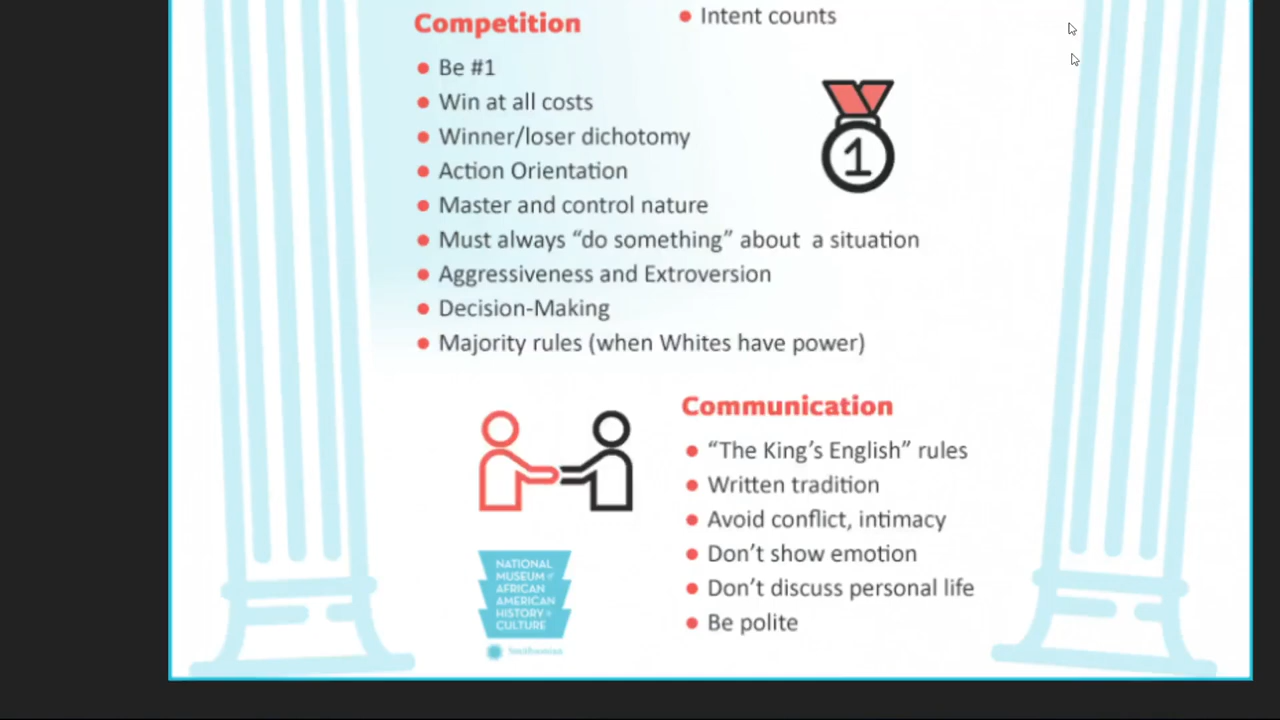 Competition
• Intent counts
• Be #1
• Win at all costs
• Winner/loser dichotomy
• Action Orientation
• Master and control nature
• Must always “do something” about a situation
• Aggressiveness and Extroversion
• Decision-Making
• Majority rules (when Whites have power)
1
Communication
• “The King’s English” rules
• Written tradition
• Avoid conflict, intimacy
• Don’t show emotion
• Don’t discuss personal life
• Be polite
NATIONAL
MUSEUM of
AFRICAN
AMERICAN
HISTORY &
CULTURE
Smithsonian